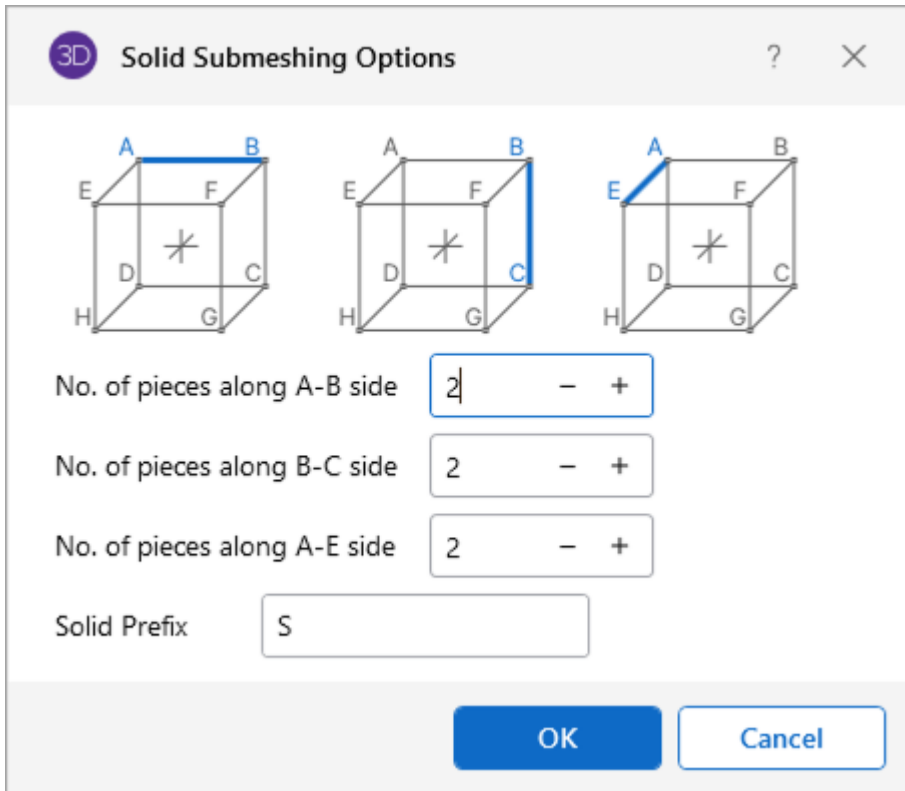 3D Solid Submeshing Options ?
A B A B A B
E F E F E F
D C D C D C
H G H G H G
No. of pieces along A-B side 2 − +
No. of pieces along B-C side 2 − +
No. of pieces along A-E side 2 − +
Solid Prefix S
OK Cancel